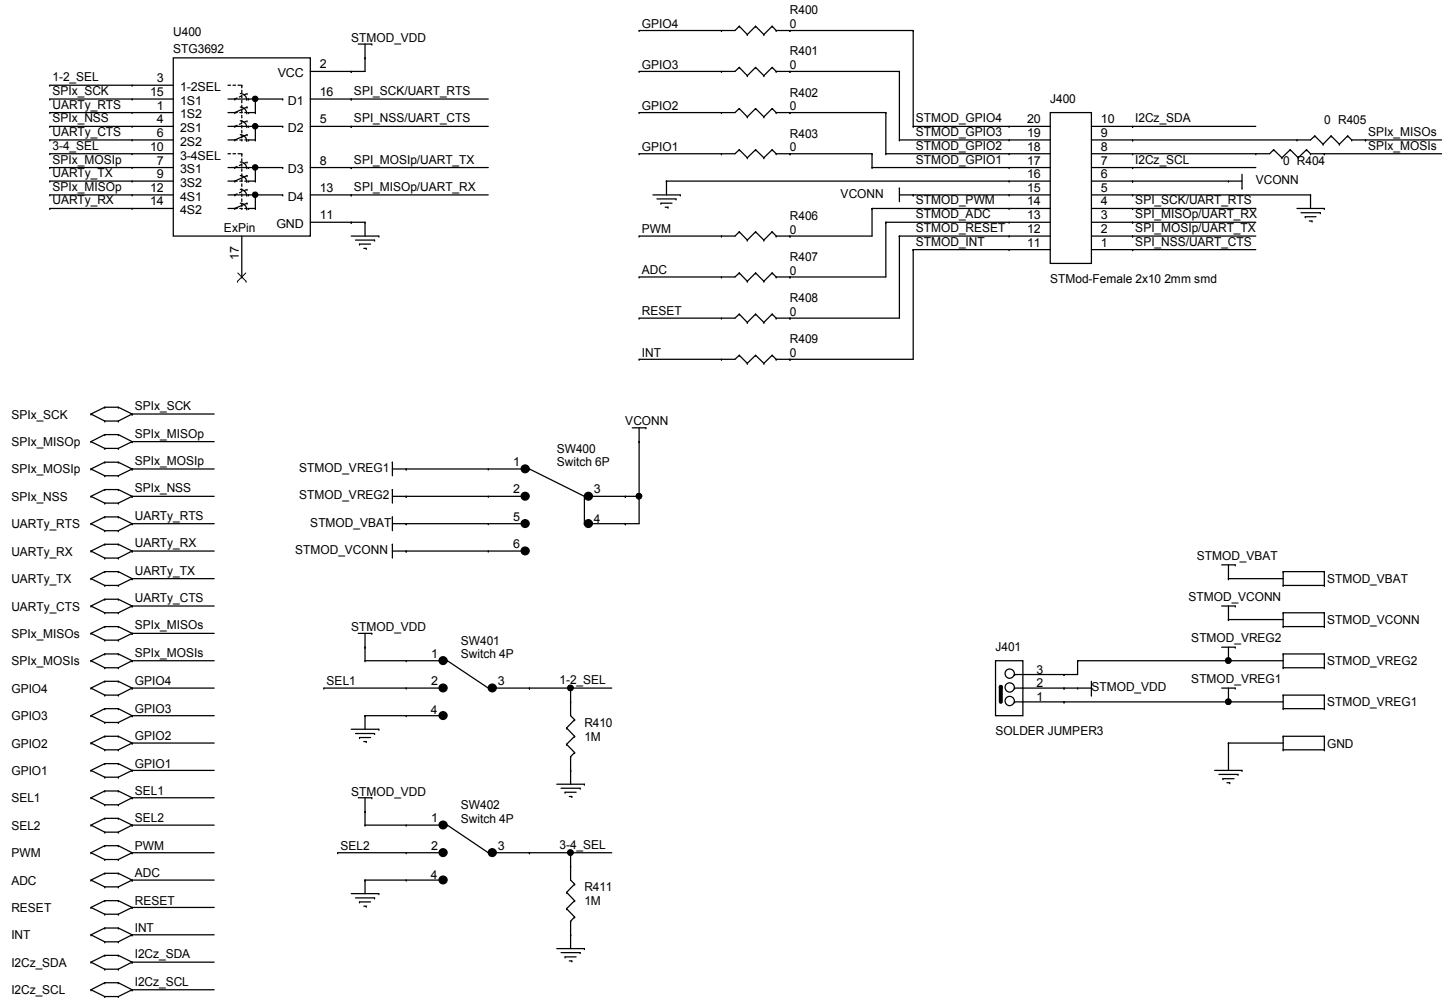 U400
STG3692
STMOD_VDD
1-2_SEL 3 1-2SEL VCC 2
SPIx_SCK 15 1S1 D1 16 SPI_SCK/UART_RTS
UARTy_RTS 1 1S2
SPIx_NSS 4 2S1 D2 5 SPI_NSS/UART_CTS
UARTy_CTS 6 2S2
3-4_SEL 10 3-4SEL
SPIx_MOSIp 7 3S1 D3 8 SPI_MOSIp/UART_TX
UARTy_TX 9 3S2
SPIx_MISOp 12 4S1 D4 13 SPI_MISOp/UART_RX
UARTy_RX 14 4S2
ExPin GND 11
17
GPIO4 R400 0
GPIO3 R401 0
GPIO2 R402 0
GPIO1 R403 0
PWM R406 0
ADC R407 0
RESET R408 0
INT R409 0
J400
STMOD_GPIO4 20 10 I2Cz_SDA
STMOD_GPIO3 19 9 0 R405 SPIx_MISOs
STMOD_GPIO2 18 8 0 R404 SPIx_MOSIs
STMOD_GPIO1 17 7 I2Cz_SCL
16 6 VCONN
VCONN 15 5
STMOD_PWM 14 4 SPI_SCK/UART_RTS
STMOD_ADC 13 3 SPI_MISOp/UART_RX
STMOD_RESET 12 2 SPI_MOSIp/UART_TX
STMOD_INT 11 1 SPI_NSS/UART_CTS
STMod-Female 2x10 2mm smd
SPIx_SCK SPIx_SCK
SPIx_MISOp SPIx_MISOp
SPIx_MOSIp SPIx_MOSIp
SPIx_NSS SPIx_NSS
UARTy_RTS UARTy_RTS
UARTy_RX UARTy_RX
UARTy_TX UARTy_TX
UARTy_CTS UARTy_CTS
SPIx_MISOs SPIx_MISOs
SPIx_MOSIs SPIx_MOSIs
GPIO4 GPIO4
GPIO3 GPIO3
GPIO2 GPIO2
GPIO1 GPIO1
SEL1 SEL1
SEL2 SEL2
PWM PWM
ADC ADC
RESET RESET
INT INT
I2Cz_SDA I2Cz_SDA
I2Cz_SCL I2Cz_SCL
VCONN
SW400
Switch 6P
STMOD_VREG1 1
STMOD_VREG2 2 3
STMOD_VBAT 5 4
STMOD_VCONN 6
STMOD_VDD
SW401
Switch 4P
1
SEL1 2 3 1-2_SEL
4
R410
1M
STMOD_VDD
SW402
Switch 4P
1
SEL2 2 3 3-4_SEL
4
R411
1M
STMOD_VBAT
STMOD_VBAT
STMOD_VCONN
STMOD_VCONN
J401
STMOD_VREG2
3 STMOD_VREG2
2 STMOD_VDD
STMOD_VREG1
1 STMOD_VREG1
SOLDER JUMPER3
GND